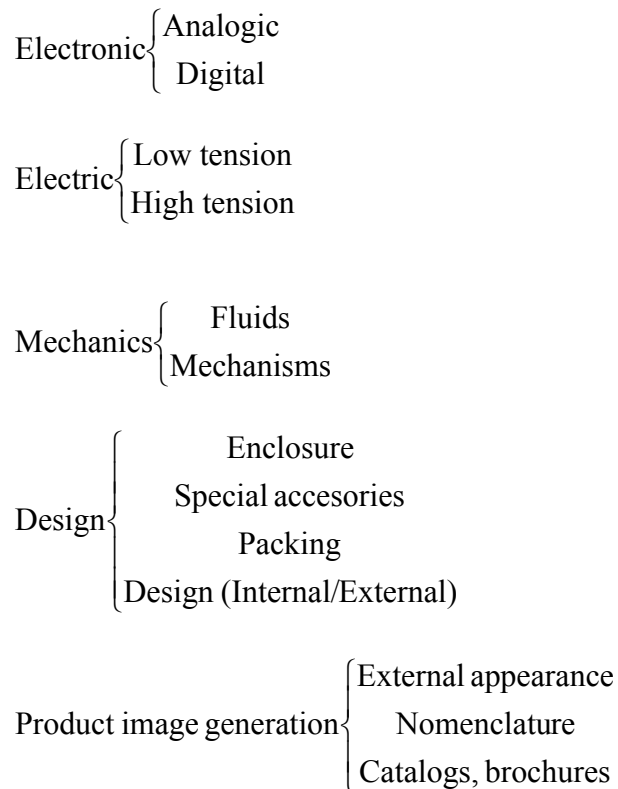 Analogic
Electronic
Digital
Low tension
Electric
High tension
Fluids
Mechanics
Mechanisms
Enclosure
Special accesories
Design
Packing
Design (Internal/External)
External appearance
Product image generation Nomenclature
Catalogs, brochures